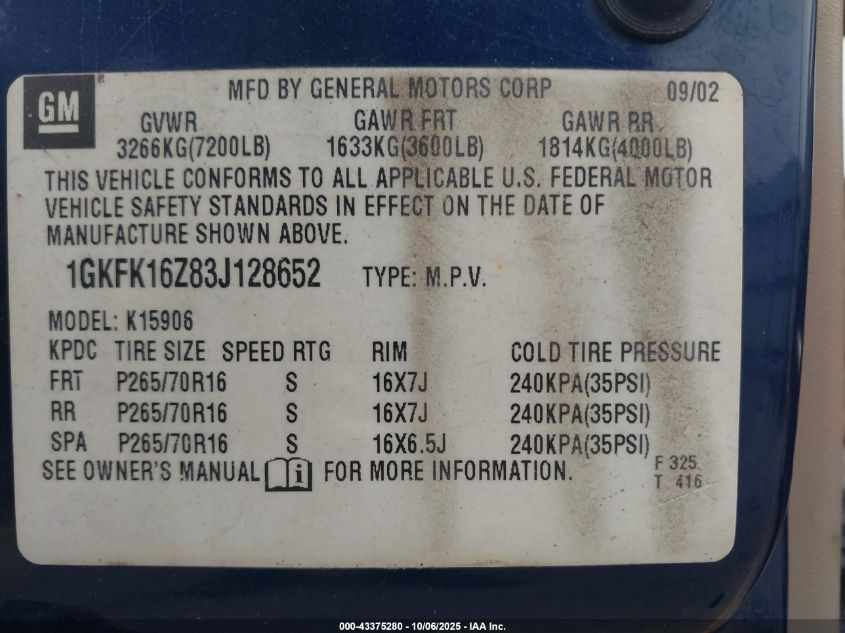 GM
MFD BY GENERAL MOTORS CORP 09/02
GVWR GAWR FRT GAWR RR
3266KG(7200LB) 1633KG(3600LB) 1814KG(4000LB)
THIS VEHICLE CONFORMS TO ALL APPLICABLE U.S. FEDERAL MOTOR
VEHICLE SAFETY STANDARDS IN EFFECT ON THE DATE OF
MANUFACTURE SHOWN ABOVE.
1GKFK16Z83J128652 TYPE: M.P.V.
MODEL: K15906
KPDC TIRE SIZE SPEED RTG RIM COLD TIRE PRESSURE
FRT P265/70R16 S 16X7J 240KPA(35PSI)
RR P265/70R16 S 16X7J 240KPA(35PSI)
SPA P265/70R16 S 16X6.5J 240KPA(35PSI)
SEE OWNER'S MANUAL i FOR MORE INFORMATION.
F 325
T 416
000-43375280 - 10/06/2025 - IAA Inc.